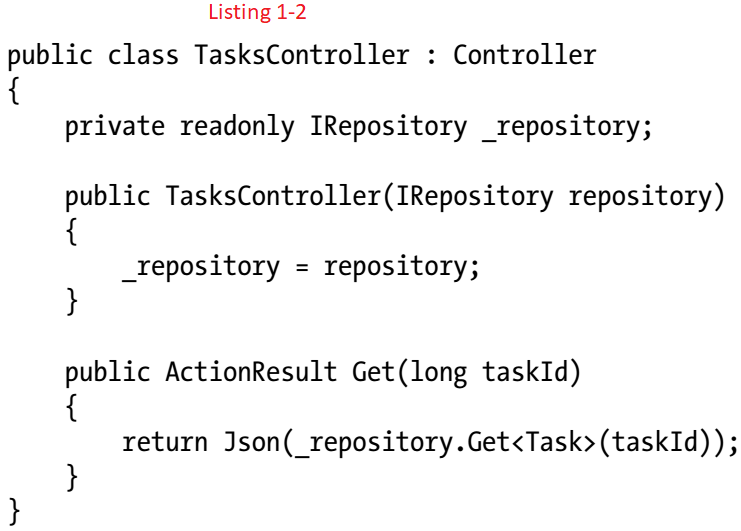 Listing 1-2
public class TasksController : Controller
{
    private readonly IRepository _repository;

    public TasksController(IRepository repository)
    {
        _repository = repository;
    }

    public ActionResult Get(long taskId)
    {
        return Json(_repository.Get<Task>(taskId));
    }
}